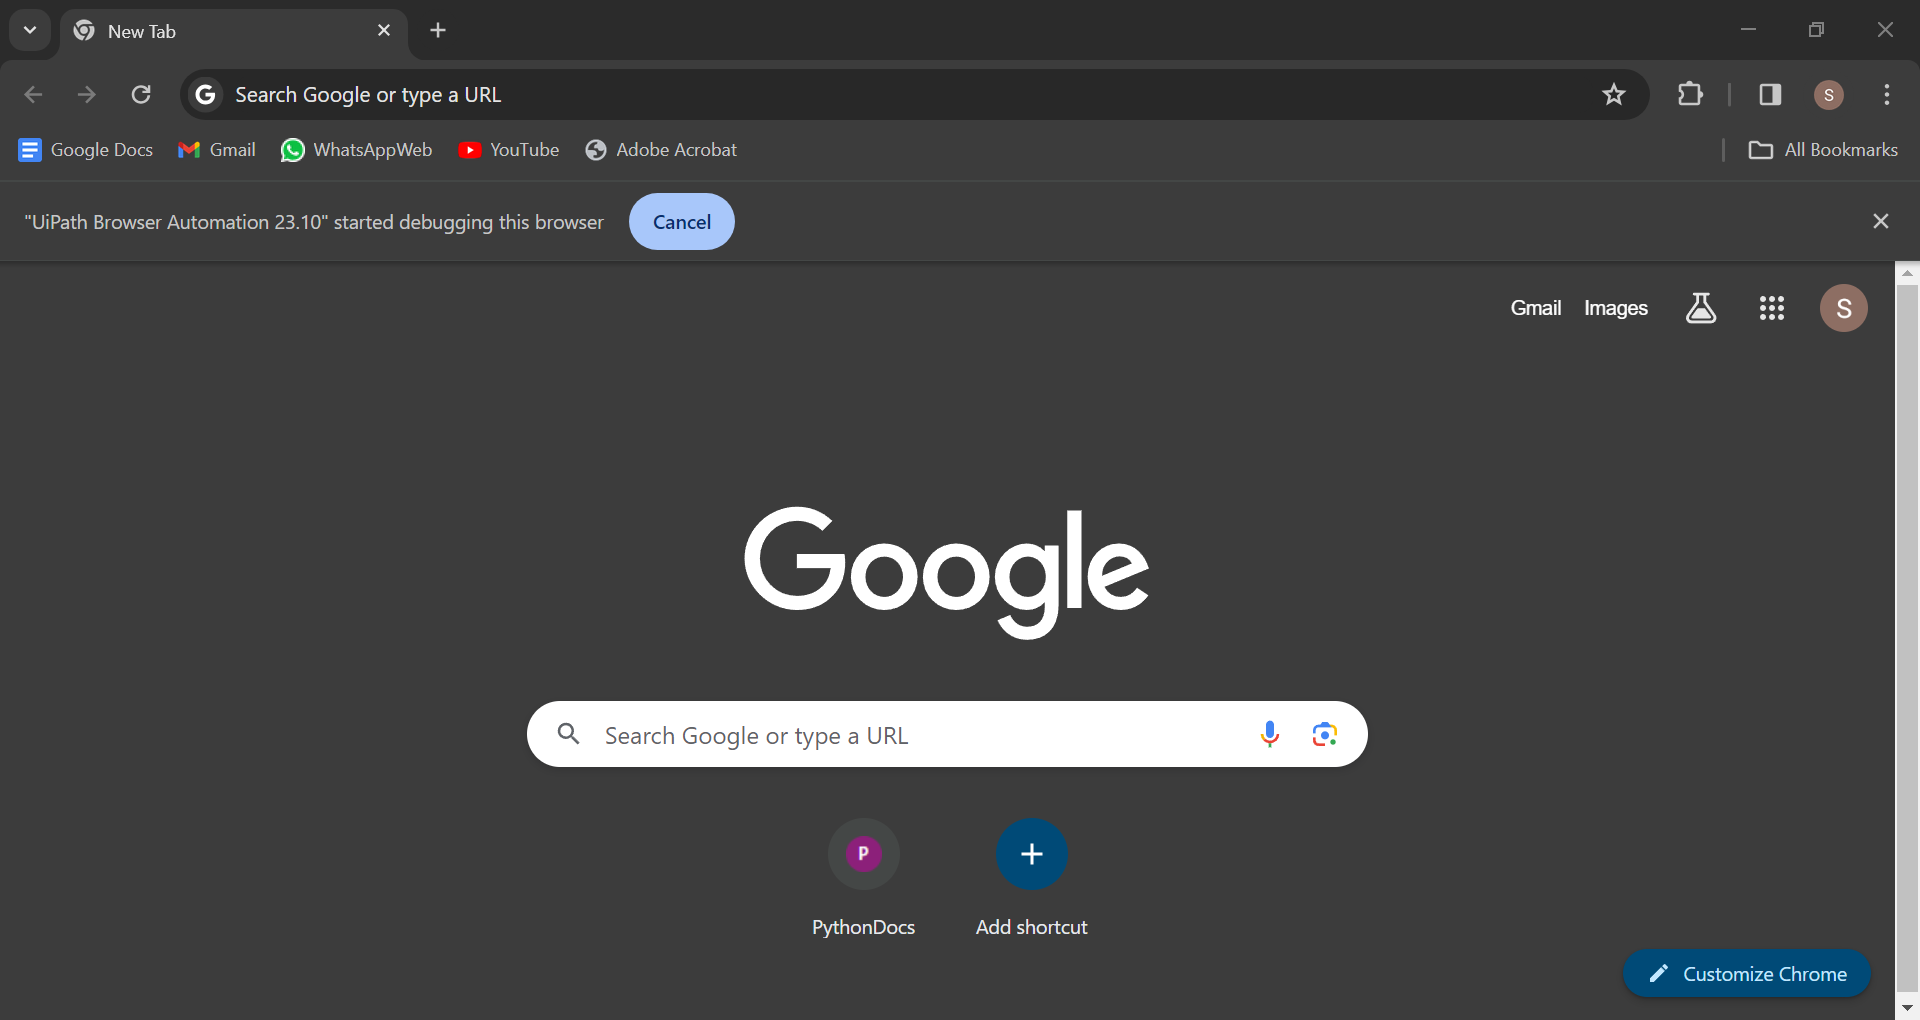 New Tab
Search Google or type a URL
S
Google Docs
Gmail
WhatsAppWeb
YouTube
Adobe Acrobat
All Bookmarks
"UiPath Browser Automation 23.10" started debugging this browser
Cancel
Gmail
Images
S
Google
Search Google or type a URL
P
PythonDocs
Add shortcut
Customize Chrome